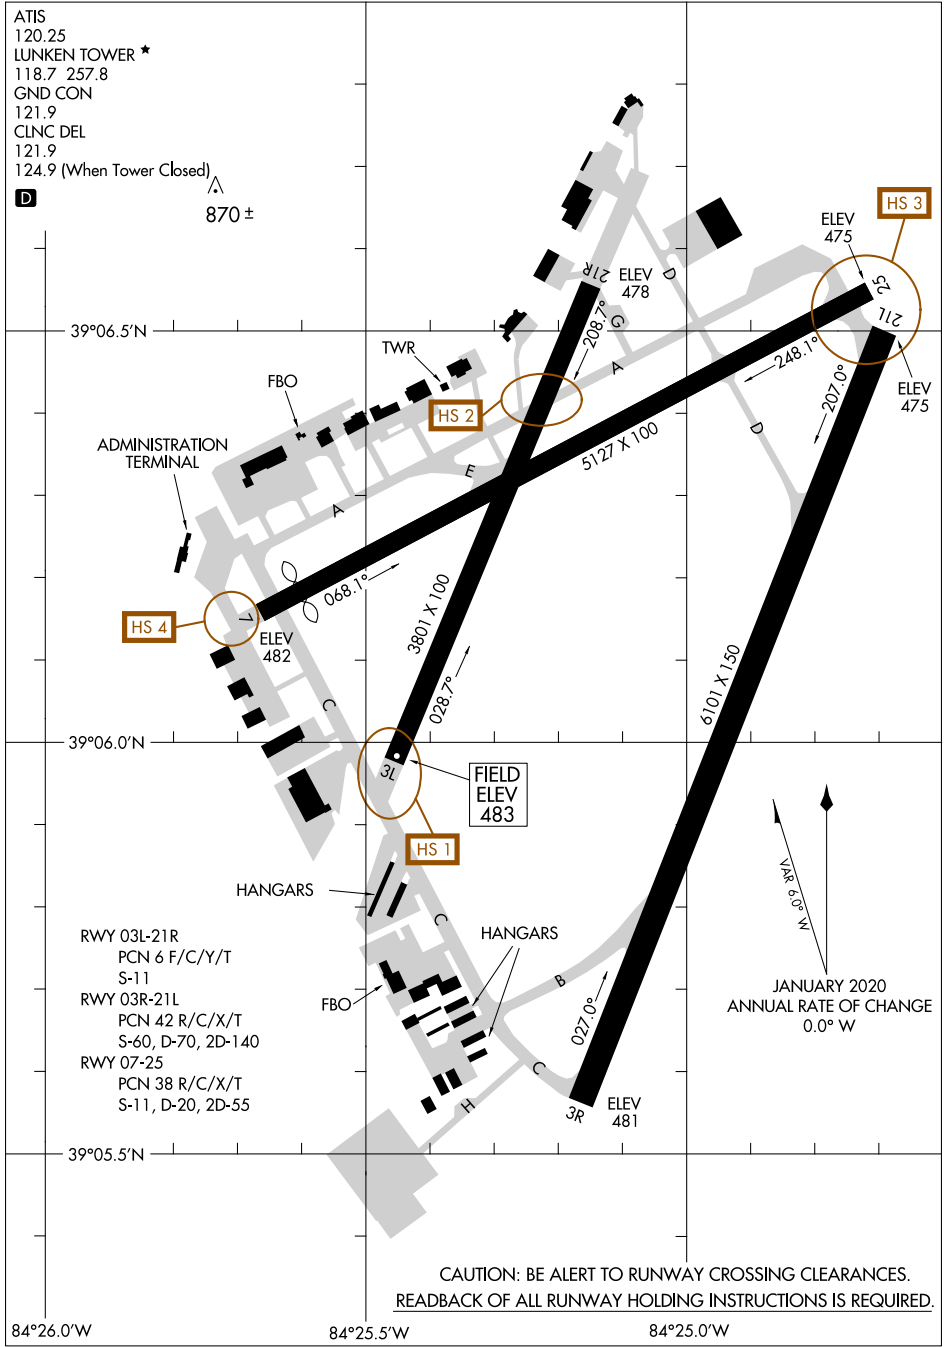 ATIS
120.25
LUNKEN TOWER ★
118.7 257.8
GND CON
121.9
CLNC DEL
121.9
124.9 (When Tower Closed)
D
870 ±
HS 3
ELEV
475
25
21L
ELEV
475
21R
ELEV
478
D
G
208.7°
A
248.1°
207.0°
39°06.5'N
TWR
FBO
HS 2
5127 X 100
D
ADMINISTRATION
TERMINAL
E
A
068.1°
HS 4
7
ELEV
482
3801 X 100
028.7°
6101 X 150
C
39°06.0'N
3L
FIELD
ELEV
483
HS 1
VAR 6.0° W
HANGARS
C
HANGARS
RWY 03L-21R
PCN 6 F/C/Y/T
S-11
RWY 03R-21L
PCN 42 R/C/X/T
S-60, D-70, 2D-140
RWY 07-25
PCN 38 R/C/X/T
S-11, D-20, 2D-55
FBO
B
027.0°
JANUARY 2020
ANNUAL RATE OF CHANGE
0.0° W
C
H
3R
ELEV
481
39°05.5'N
CAUTION: BE ALERT TO RUNWAY CROSSING CLEARANCES.
READBACK OF ALL RUNWAY HOLDING INSTRUCTIONS IS REQUIRED.
84°26.0'W
84°25.5'W
84°25.0'W